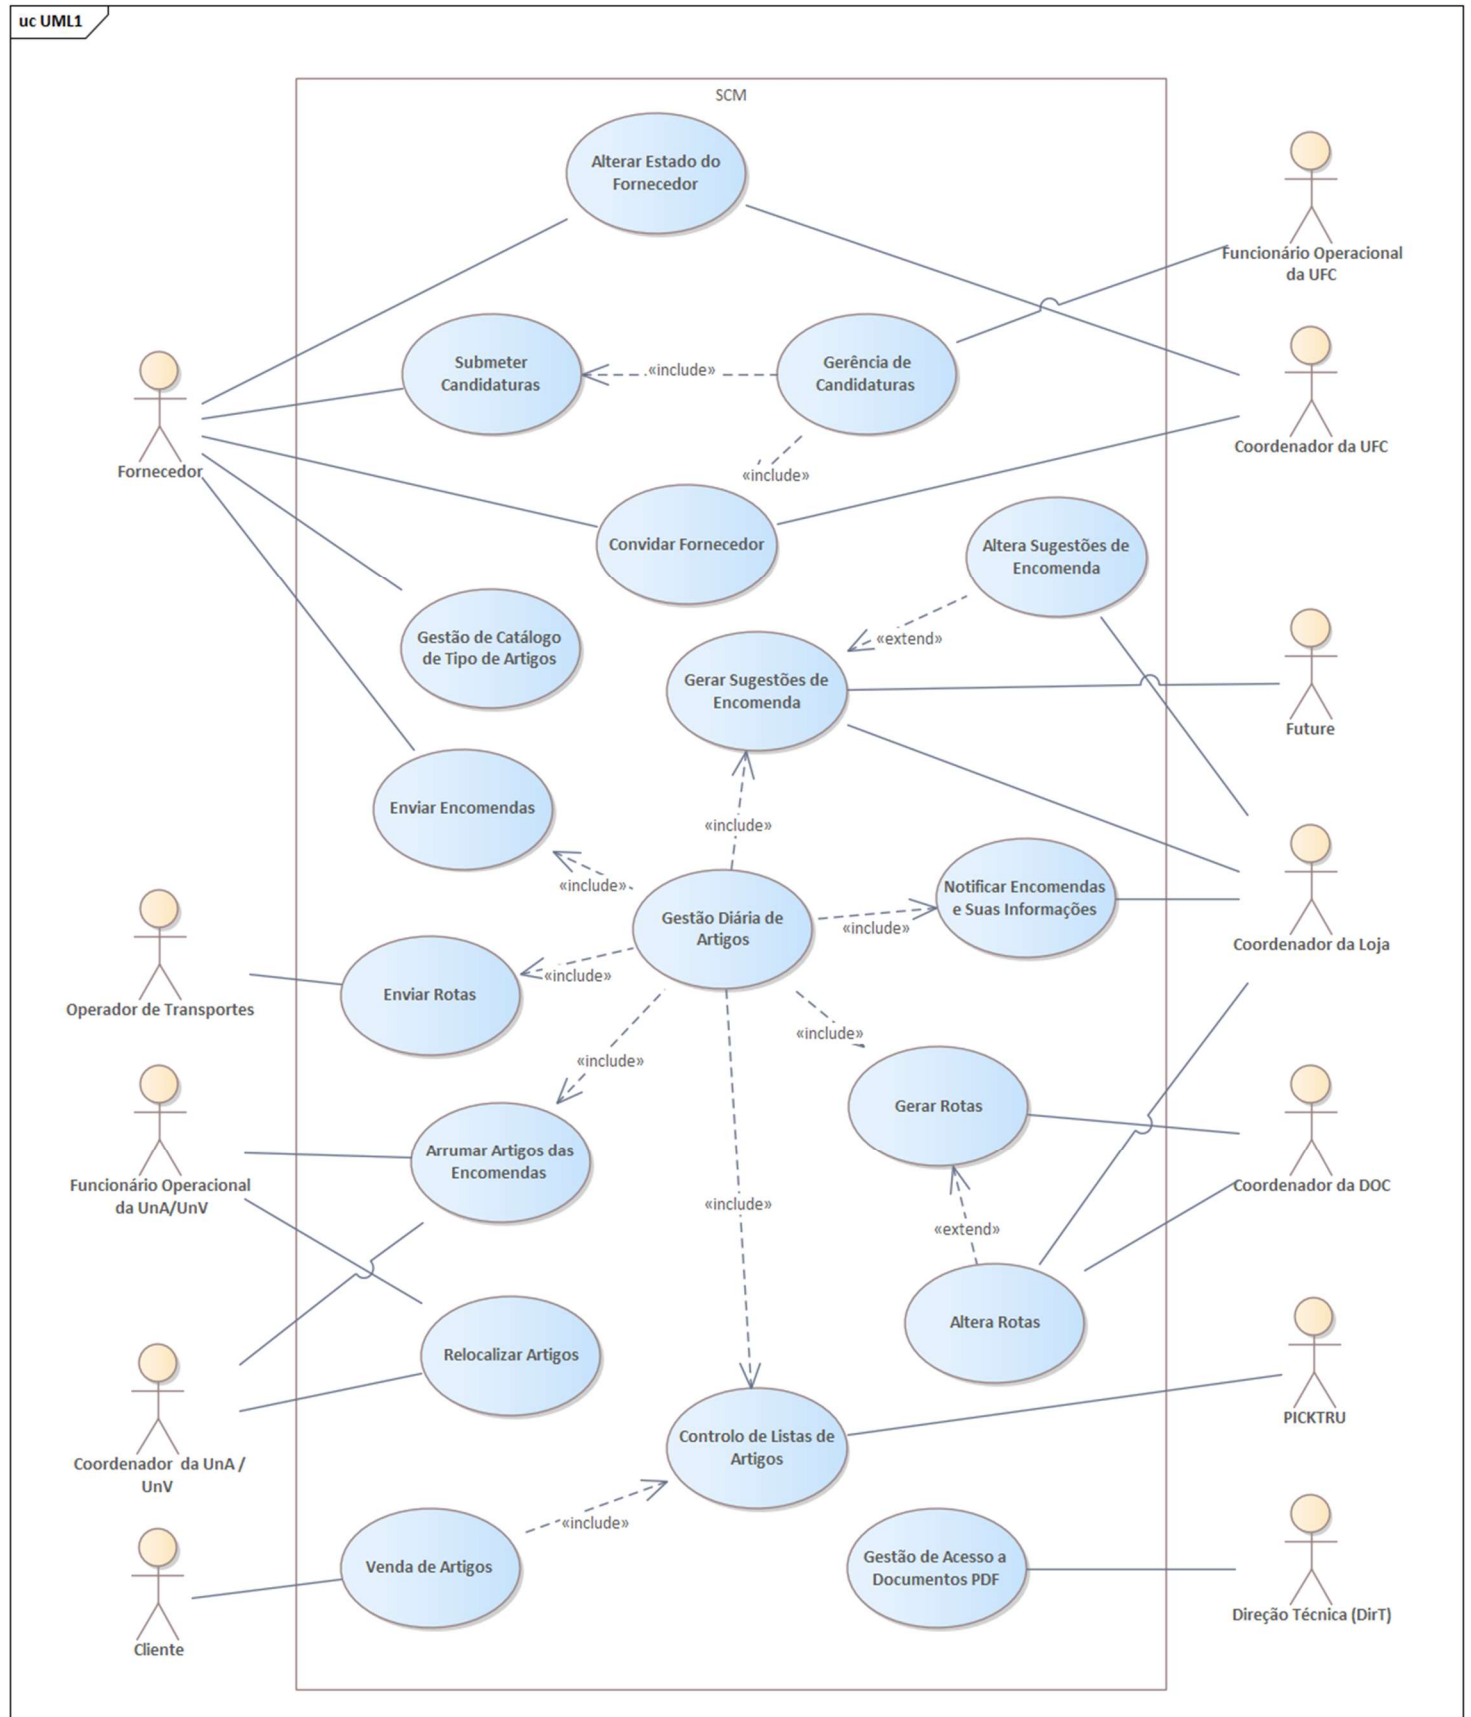 uc UML1
SCM
Alterar Estado do
Fornecedor
Funcionário Operacional
da UFC
Submeter
Candidaturas
«include»
Gerência de
Candidaturas
Coordenador da UFC
Fornecedor
«include»
Convidar Fornecedor
Altera Sugestões de
Encomenda
Gestão de Catálogo
de Tipo de Artigos
«extend»
Gerar Sugestões de
Encomenda
Future
Enviar Encomendas
«include»
«include»
Gestão Diária de
Artigos
Notificar Encomendas
e Suas Informações
«include»
Coordenador da Loja
Enviar Rotas
«include»
Operador de Transportes
«include»
«include»
Gerar Rotas
Arrumar Artigos das
Encomendas
Funcionário Operacional
da UnA/UnV
Coordenador da DOC
«include»
«extend»
Altera Rotas
Relocalizar Artigos
PICKTRU
Coordenador da UnA /
UnV
Controlo de Listas de
Artigos
«include»
Venda de Artigos
Gestão de Acesso a
Documentos PDF
Direção Técnica (DirT)
Cliente